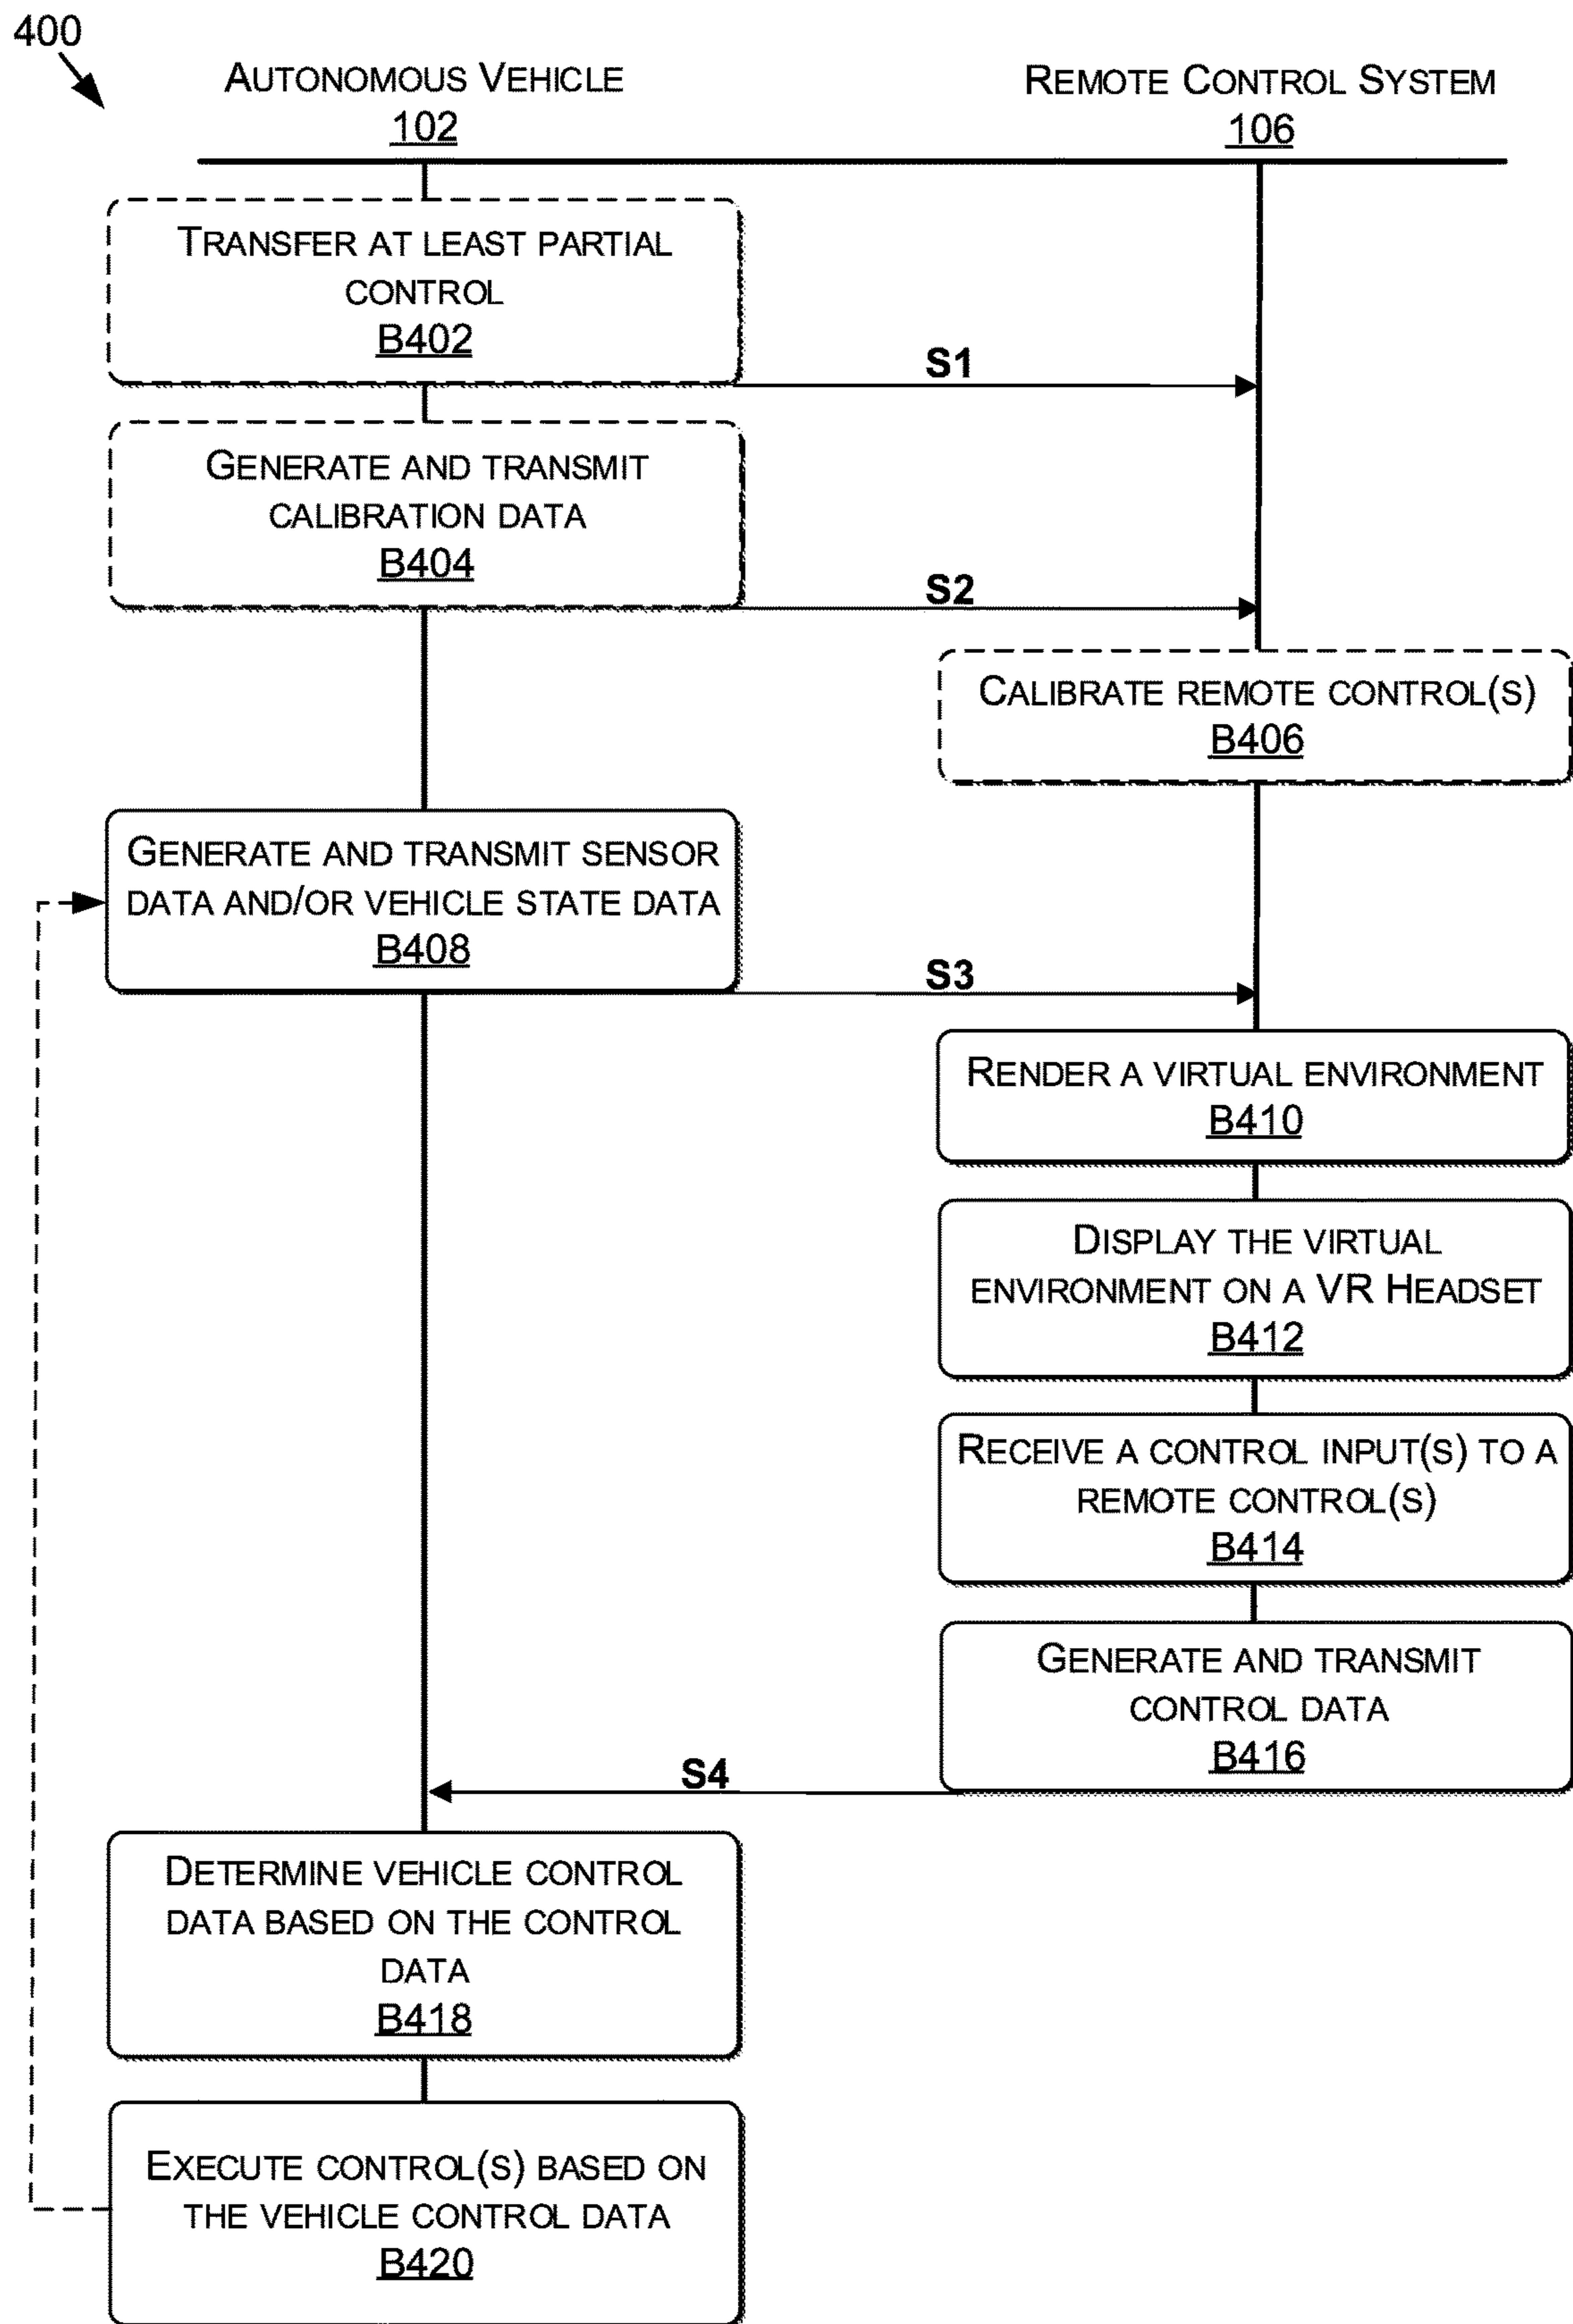 400
AUTONOMOUS VEHICLE
102
REMOTE CONTROL SYSTEM
106
TRANSFER AT LEAST PARTIAL
CONTROL
B402
S1
GENERATE AND TRANSMIT
CALIBRATION DATA
B404
S2
CALIBRATE REMOTE CONTROL(S)
B406
GENERATE AND TRANSMIT SENSOR
DATA AND/OR VEHICLE STATE DATA
B408
S3
RENDER A VIRTUAL ENVIRONMENT
B410
DISPLAY THE VIRTUAL
ENVIRONMENT ON A VR HEADSET
B412
RECEIVE A CONTROL INPUT(S) TO A
REMOTE CONTROL(S)
B414
GENERATE AND TRANSMIT
CONTROL DATA
B416
S4
DETERMINE VEHICLE CONTROL
DATA BASED ON THE CONTROL
DATA
B418
EXECUTE CONTROL(S) BASED ON
THE VEHICLE CONTROL DATA
B420